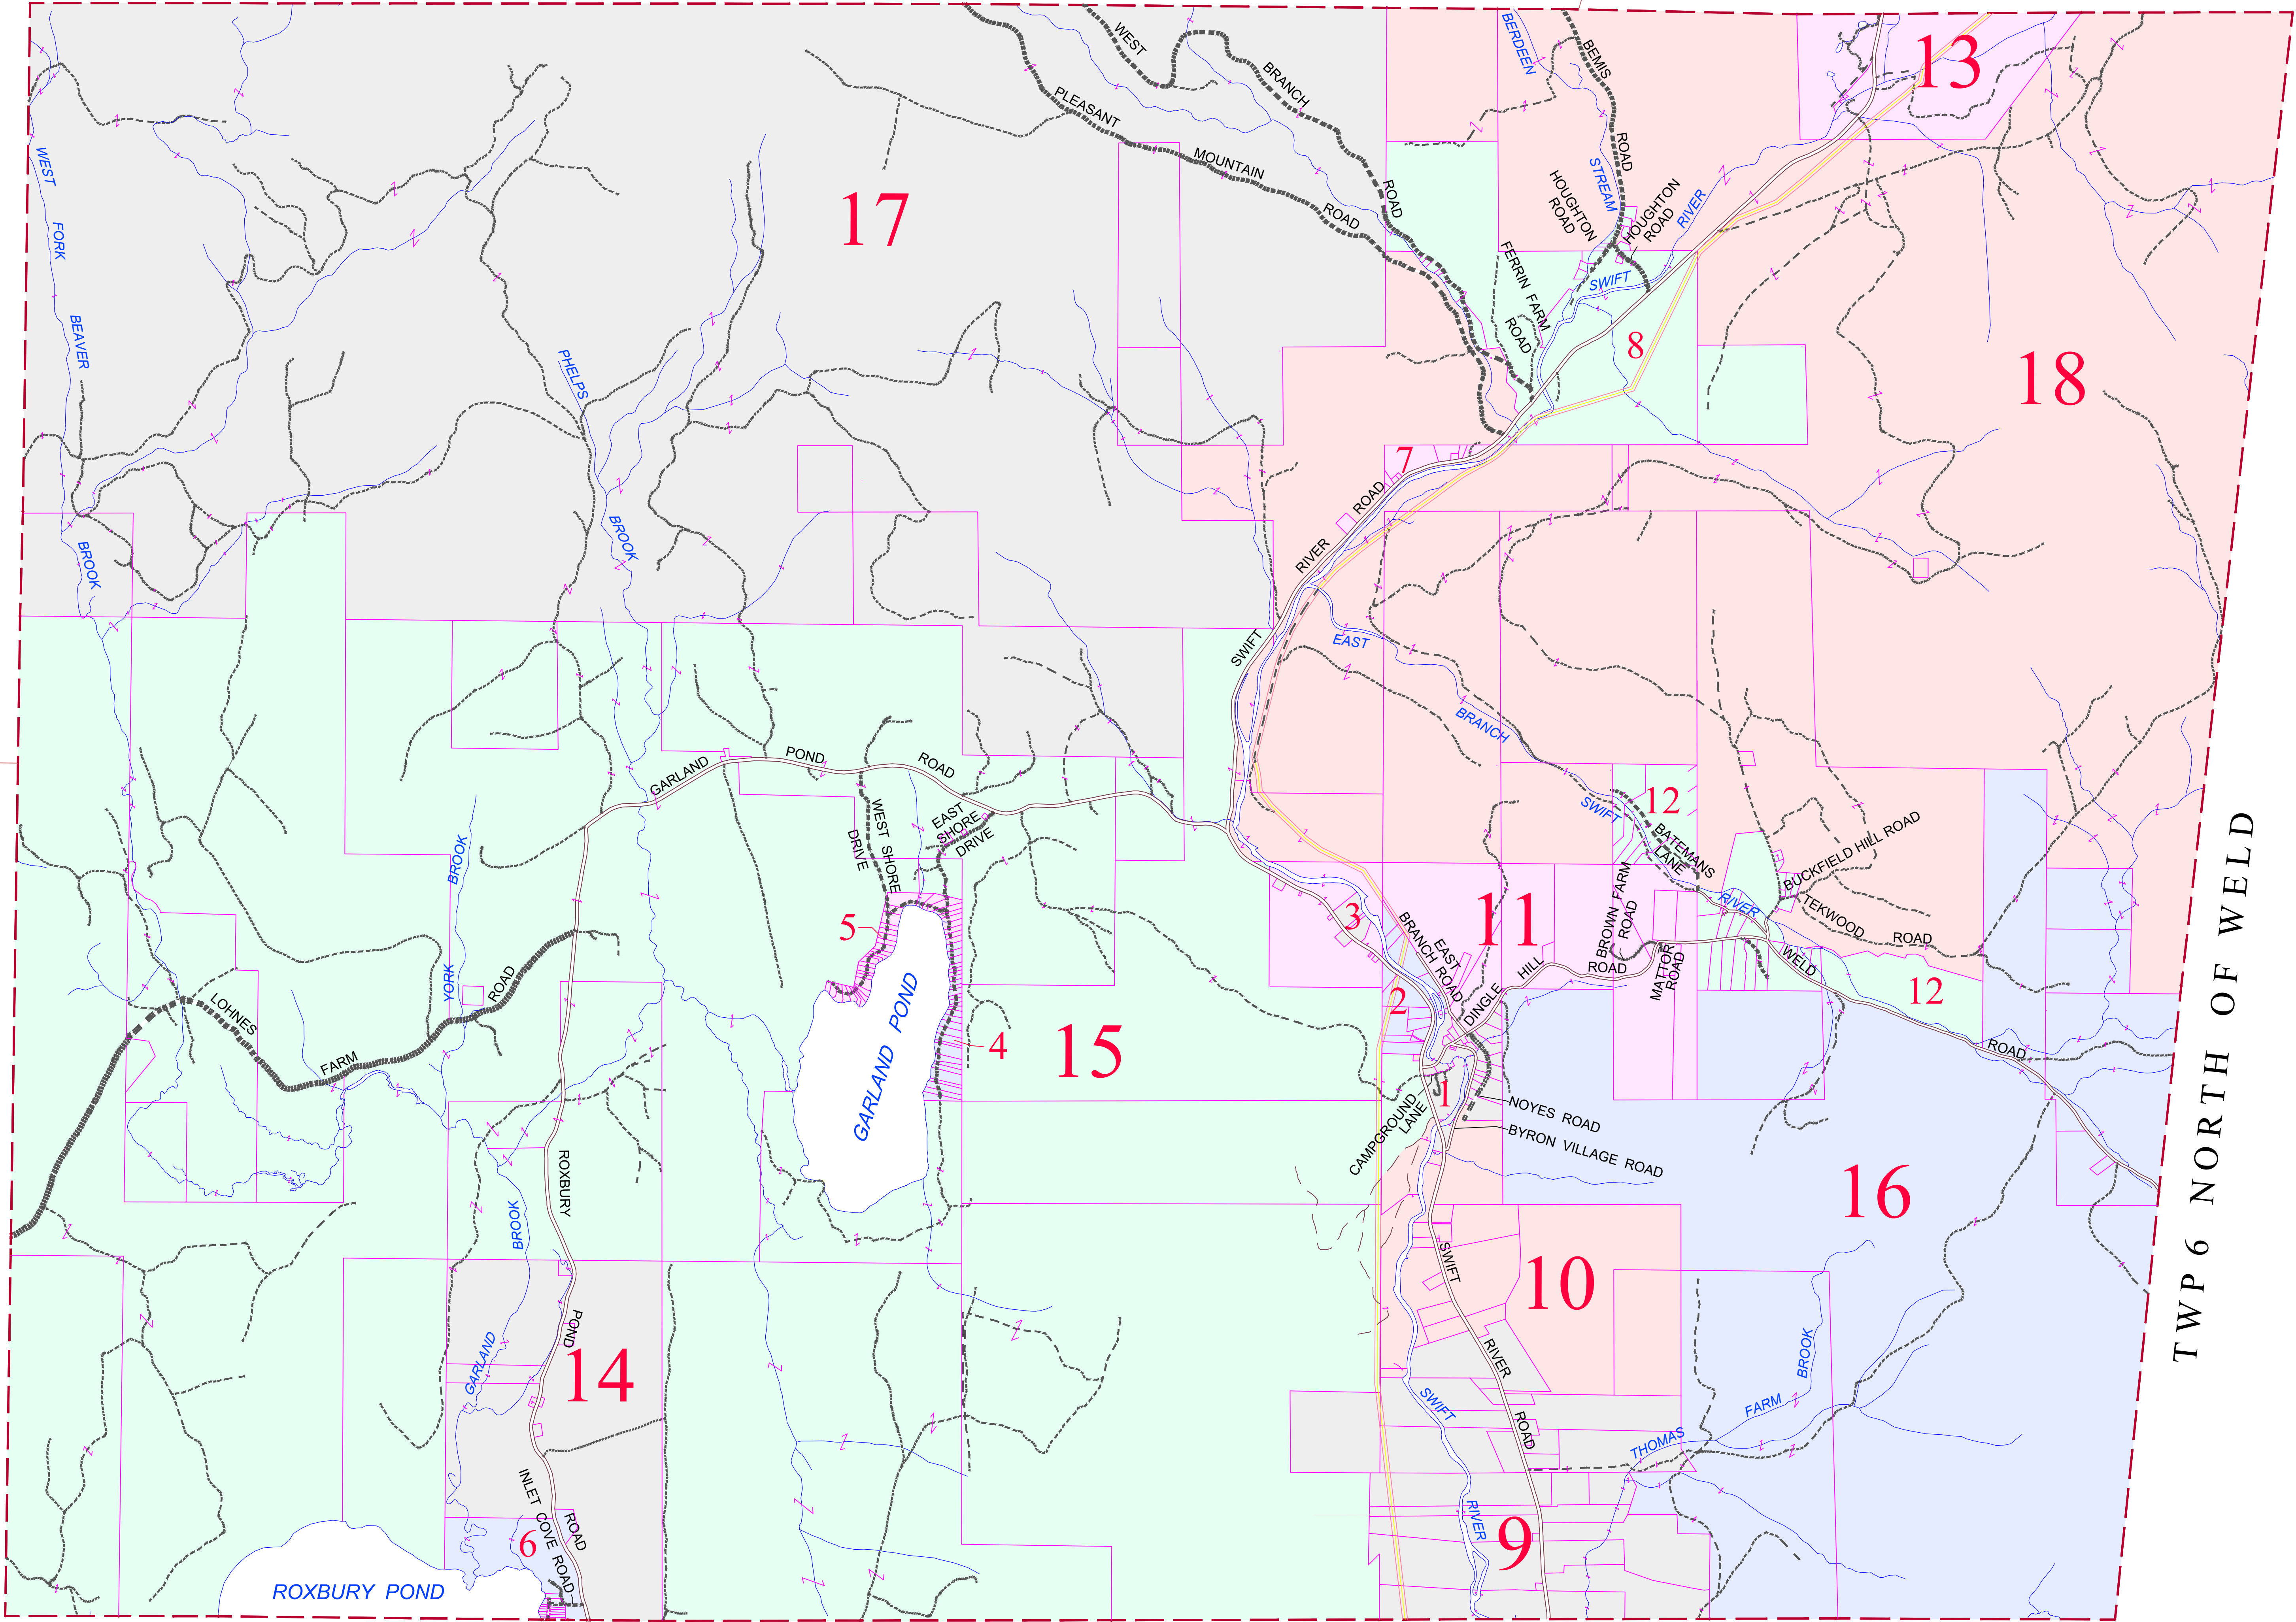 WEST
BRANCH
ROAD
BERDEEN
STREAM
BEMIS
ROAD
13
PLEASANT
MOUNTAIN
ROAD
WEST
FORK
BEAVER
BROOK
17
HOUGHTON
ROAD
HOUGHTON
ROAD
SWIFT
RIVER
FERRIN FARM
ROAD
8
18
PHELPS
BROOK
7
SWIFT
RIVER
ROAD
EAST
BRANCH
SWIFT
RIVER
GARLAND
POND
ROAD
WEST SHORE
DRIVE
EAST
SHORE
DRIVE
12
BATEMANS
LANE
BUCKFIELD HILL ROAD
TEKWOOD
ROAD
YORK
BROOK
5
3
11
EAST
BRANCH ROAD
BROWN FARM
ROAD
MATTOR
ROAD
DINGLE
HILL
ROAD
WELD
ROAD
12
2
LOHNES
FARM
ROAD
GARLAND POND
4
15
1
NOYES ROAD
CAMPGROUND
LANE
BYRON VILLAGE ROAD
16
TWP 6 NORTH OF WELD
ROXBURY
POND
ROAD
GARLAND
BROOK
14
10
SWIFT
RIVER
ROAD
SWIFT
RIVER
THOMAS
FARM
BROOK
INLET COVE ROAD
6
9
ROXBURY POND